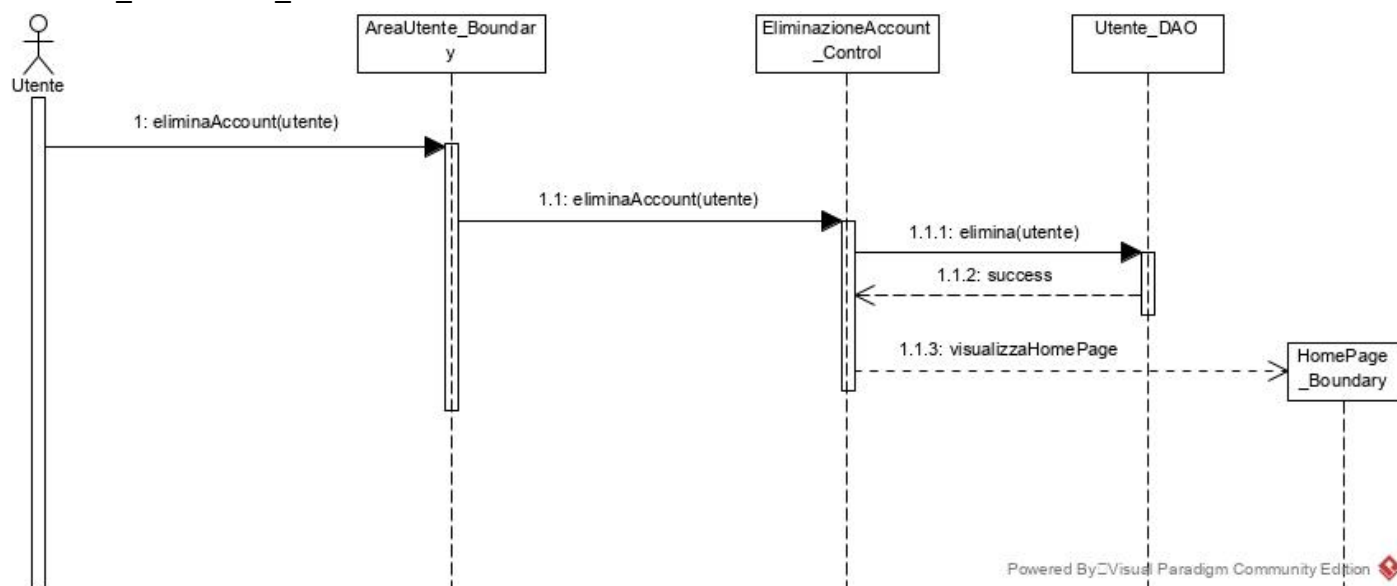 AreaUtente_Boundar
y
EliminazioneAccount
_Control
Utente_DAO
Utente
1: eliminaAccount(utente)
1.1: eliminaAccount(utente)
1.1.1: elimina(utente)
1.1.2: success
1.1.3: visualizzaHomePage
HomePage
_Boundary
Powered By Visual Paradigm Community Edition